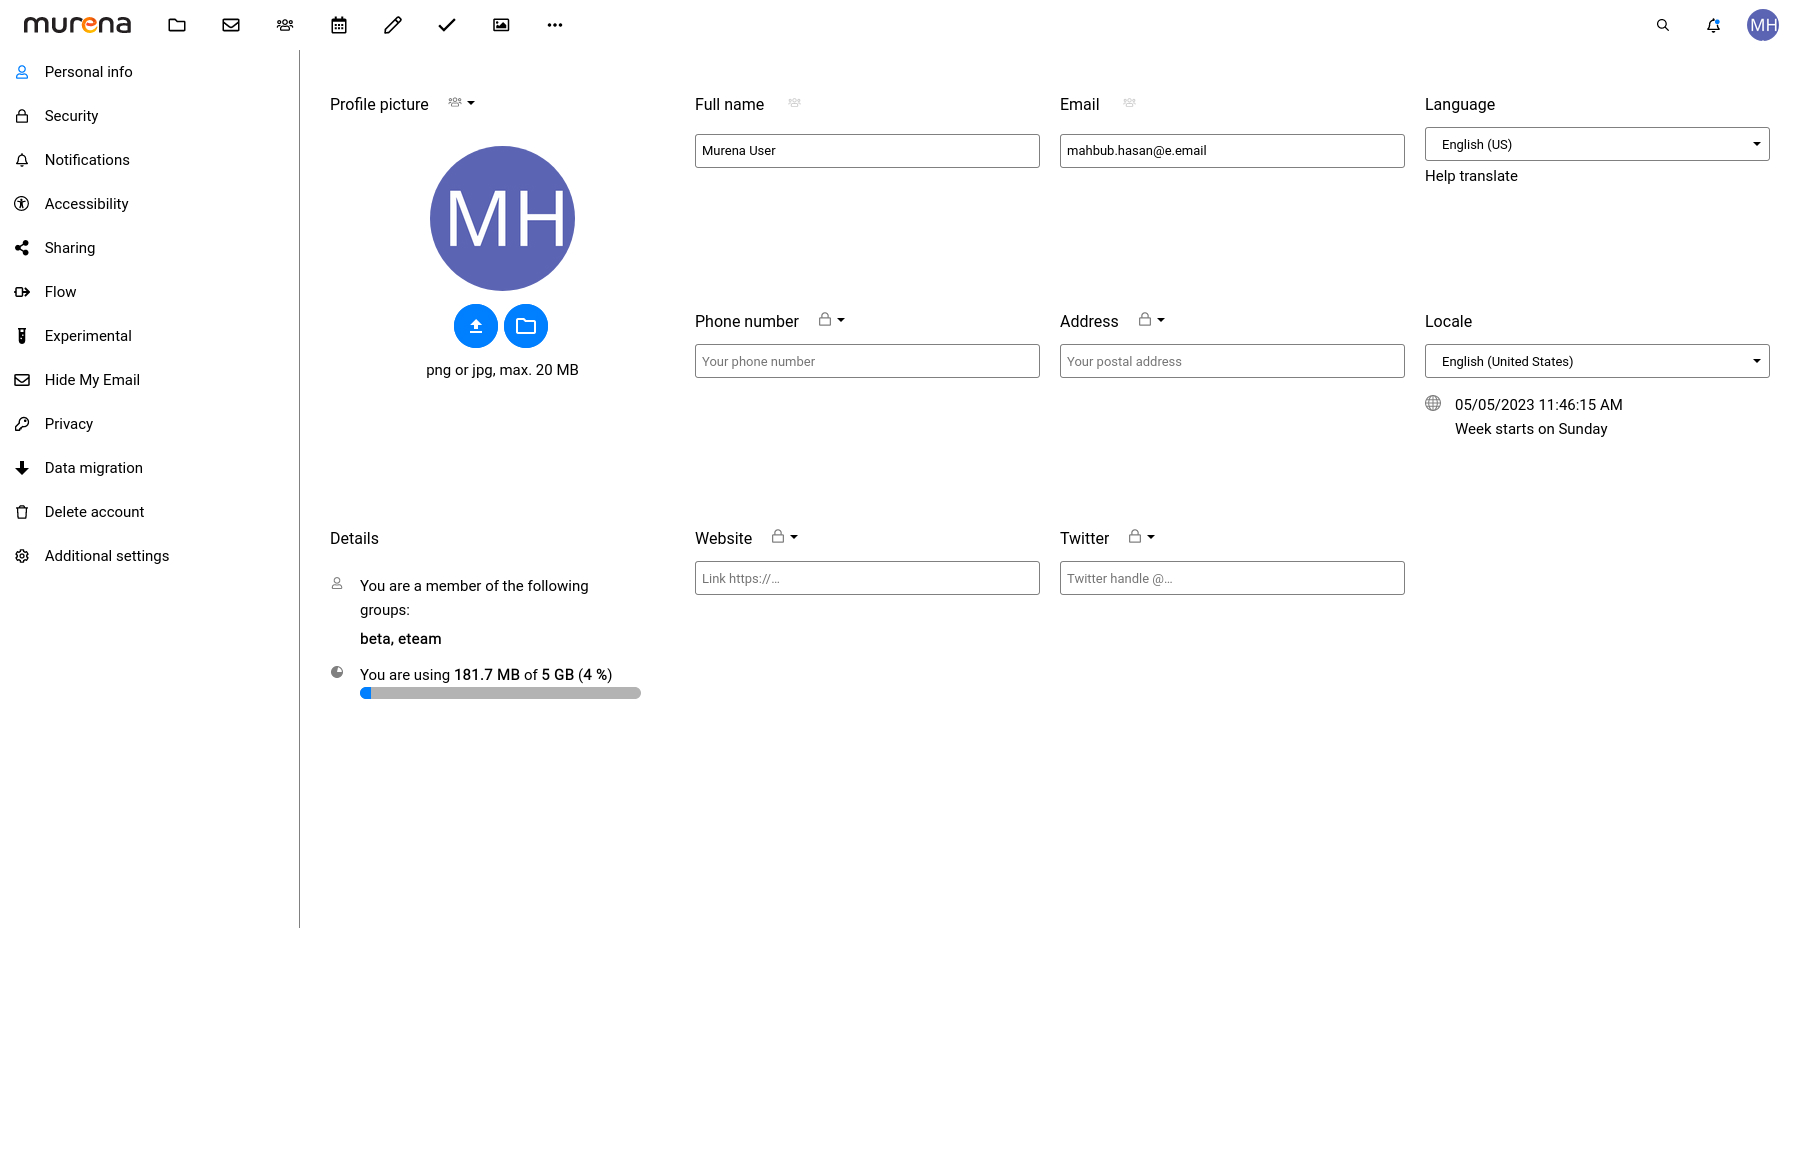 murena
MH
Personal info
Security
Notifications
Accessibility
Sharing
Flow
Experimental
Hide My Email
Privacy
Data migration
Delete account
Additional settings
Profile picture
MH
png or jpg, max. 20 MB
Full name
Murena User
Email
mahbub.hasan@e.email
Language
English (US)
Help translate
Phone number
Your phone number
Address
Your postal address
Locale
English (United States)
05/05/2023 11:46:15 AM
Week starts on Sunday
Details
You are a member of the following
groups:
beta, eteam
You are using 181.7 MB of 5 GB (4 %)
Website
Link https://…
Twitter
Twitter handle @…